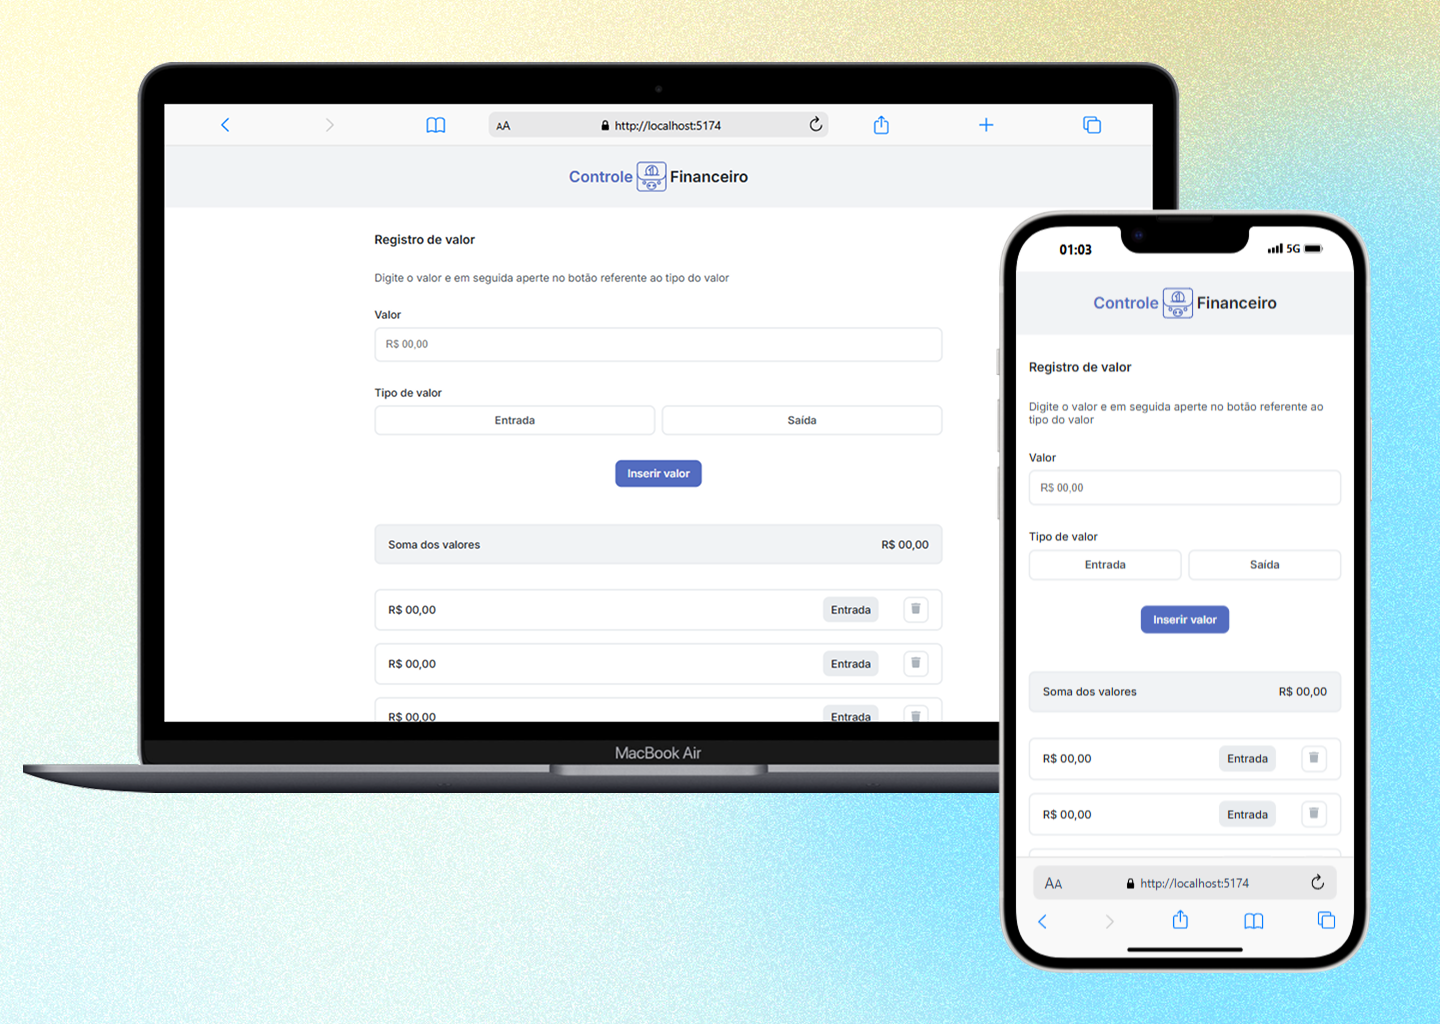 AA http://localhost:5174
Controle Financeiro
Registro de valor
Digite o valor e em seguida aperte no botão referente ao tipo do valor
Valor
R$ 00,00
Tipo de valor
Entrada Saída
Inserir valor
Soma dos valores R$ 00,00
R$ 00,00 Entrada
R$ 00,00 Entrada
R$ 00,00 Entrada
MacBook Air
01:03 5G
Controle Financeiro
Registro de valor
Digite o valor e em seguida aperte no botão referente ao
tipo do valor
Valor
R$ 00,00
Tipo de valor
Entrada Saída
Inserir valor
Soma dos valores R$ 00,00
R$ 00,00 Entrada
R$ 00,00 Entrada
AA http://localhost:5174